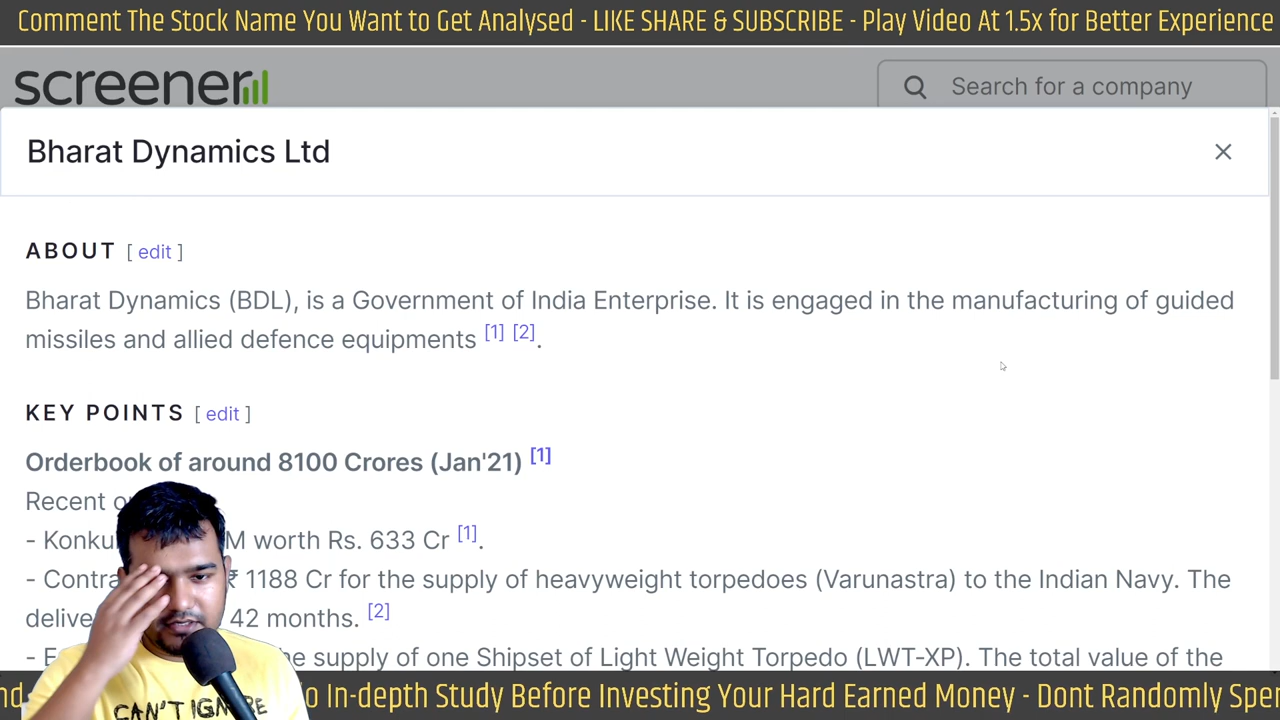 Comment The Stock Name You Want to Get Analysed - LIKE SHARE & SUBSCRIBE - Play Video At 1.5x for Better Experience
screener
Search for a company
Bharat Dynamics Ltd
ABOUT [ edit ]
Bharat Dynamics (BDL), is a Government of India Enterprise. It is engaged in the manufacturing of guided
missiles and allied defence equipments [1] [2].
KEY POINTS [ edit ]
Orderbook of around 8100 Crores (Jan'21) [1]
Recent
- M worth Rs. 633 Cr [1].
- ₹ 1188 Cr for the supply of heavyweight torpedoes (Varunastra) to the Indian Navy. The
42 months. [2]
- the supply of one Shipset of Light Weight Torpedo (LWT-XP). The total value of the
In-depth Study Before Investing Your Hard Earned Money - Dont Randomly
CAN'T IGNORE